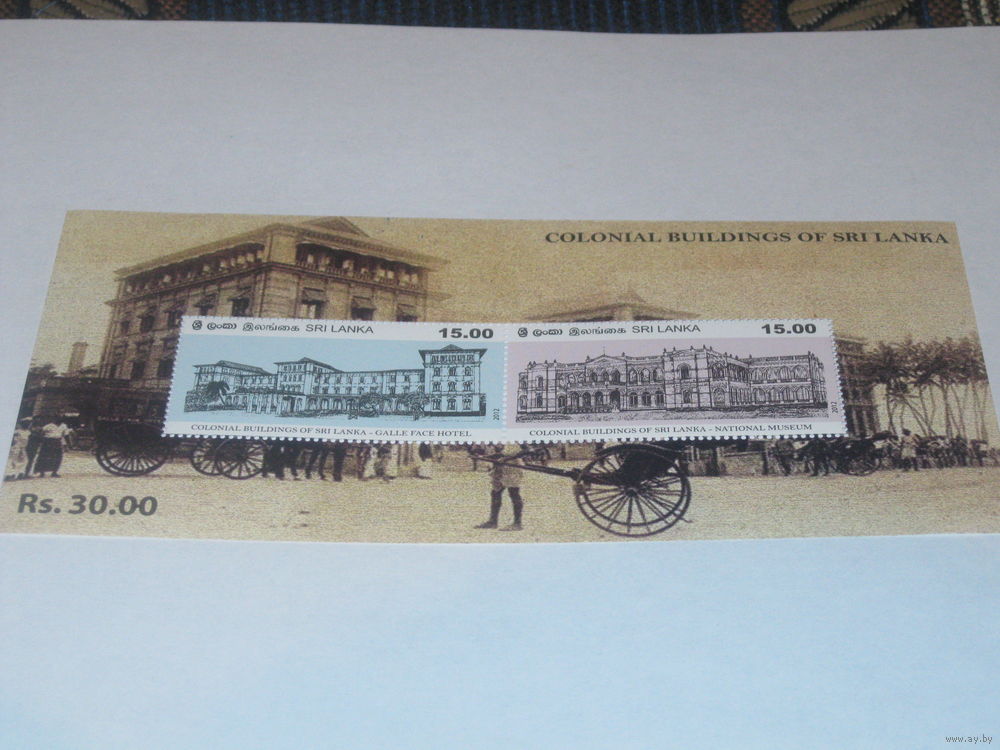 COLONIAL BUILDINGS OF SRI LANKA
ශ්‍රී ලංකා இலங்கை SRI LANKA 15.00
2012
COLONIAL BUILDINGS OF SRI LANKA - GALLE FACE HOTEL
ශ්‍රී ලංකා இலங்கை SRI LANKA 15.00
2012
COLONIAL BUILDINGS OF SRI LANKA - NATIONAL MUSEUM
Rs. 30.00
www.ay.by